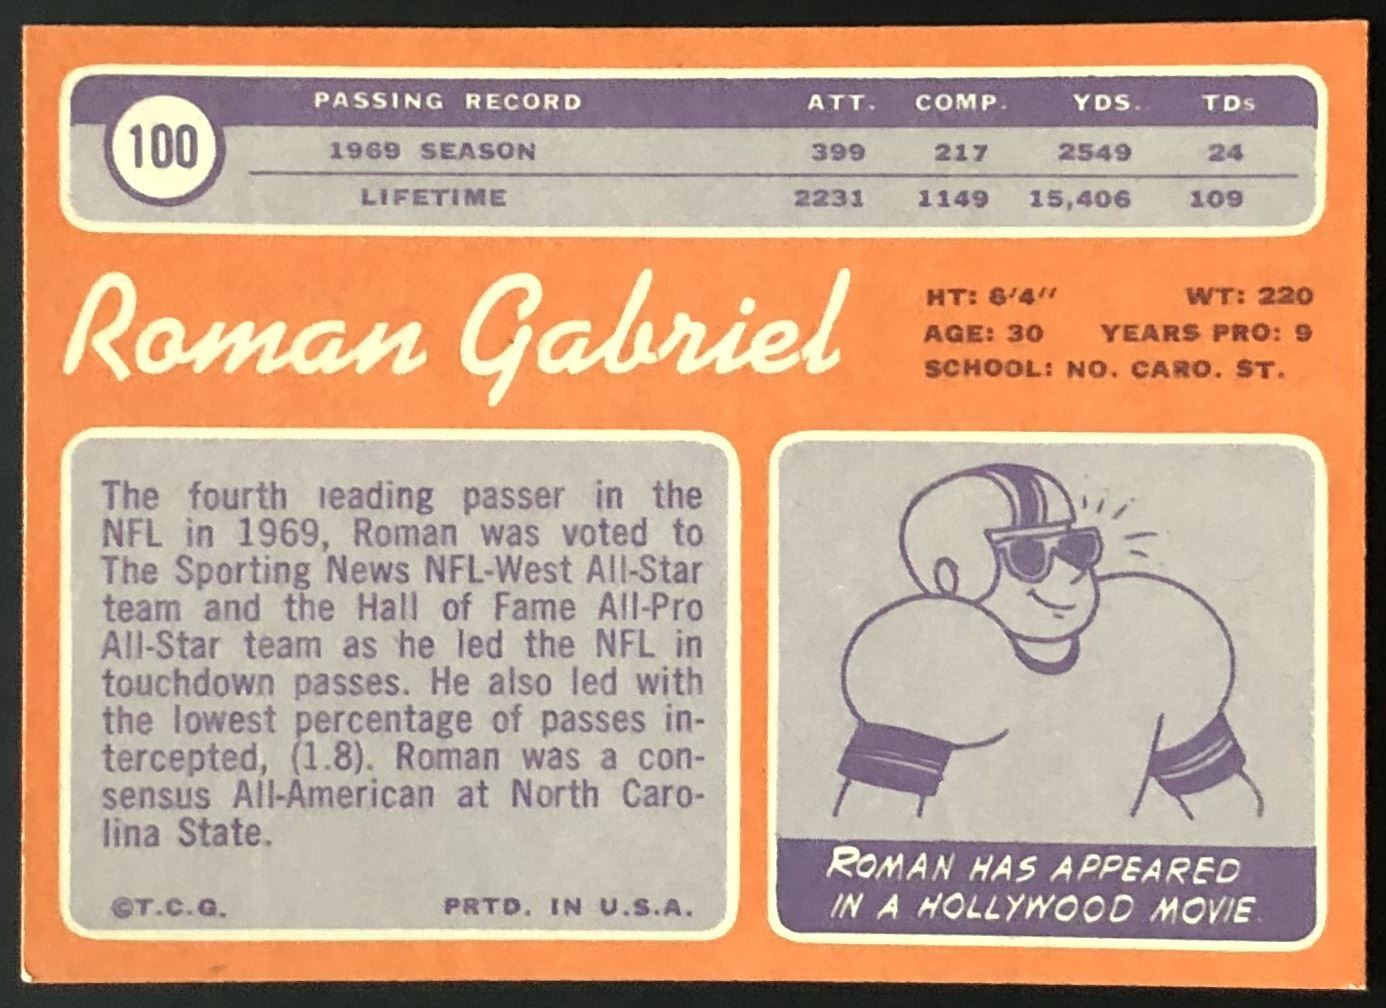 100
PASSING RECORD ATT. COMP. YDS. TDs
1969 SEASON 399 217 2549 24
LIFETIME 2231 1149 15,406 109
Roman Gabriel
HT: 6'4" WT: 220
AGE: 30 YEARS PRO: 9
SCHOOL: NO. CARO. ST.
The fourth leading passer in the
NFL in 1969, Roman was voted to
The Sporting News NFL-West All-Star
team and the Hall of Fame All-Pro
All-Star team as he led the NFL in
touchdown passes. He also led with
the lowest percentage of passes in-
tercepted, (1.8). Roman was a con-
sensus All-American at North Caro-
lina State.
©T.C.G. PRTD. IN U.S.A.
ROMAN HAS APPEARED
IN A HOLLYWOOD MOVIE.